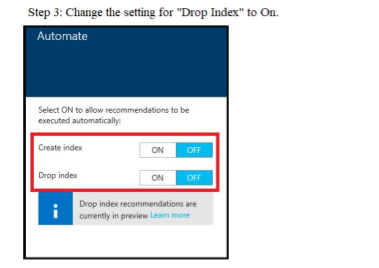 Step 3: Change the setting for "Drop Index" to On.
Automate
Select ON to allow recommendations to be
executed automatically:
Create index ON OFF
Drop index ON OFF
Drop index recommendations are
currently in preview Learn more